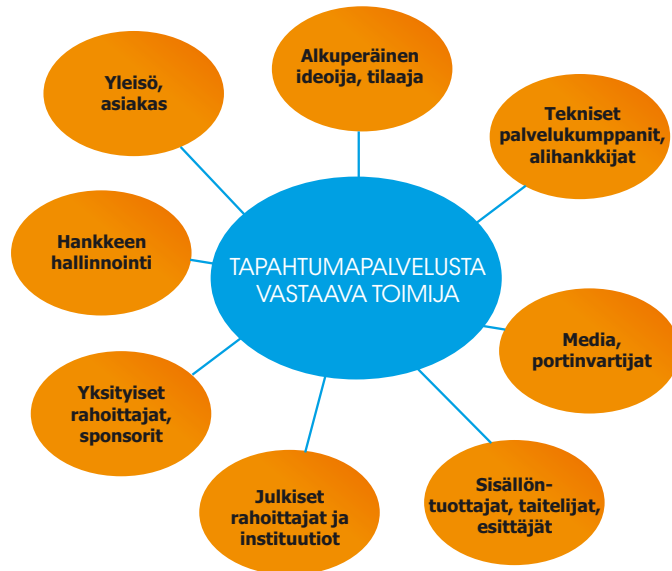 Alkuperäinen
ideoija, tilaaja
Yleisö,
asiakas
Tekniset
palvelukumppanit,
alihankkijat
Hankkeen
hallinnointi
TAPAHTUMAPALVELUSTA
VASTAAVA TOIMIJA
Media,
portinvartijat
Yksityiset
rahoittajat,
sponsorit
Sisällön-
tuottajat, taitelijat,
esittäjät
Julkiset
rahoittajat ja
instituutiot